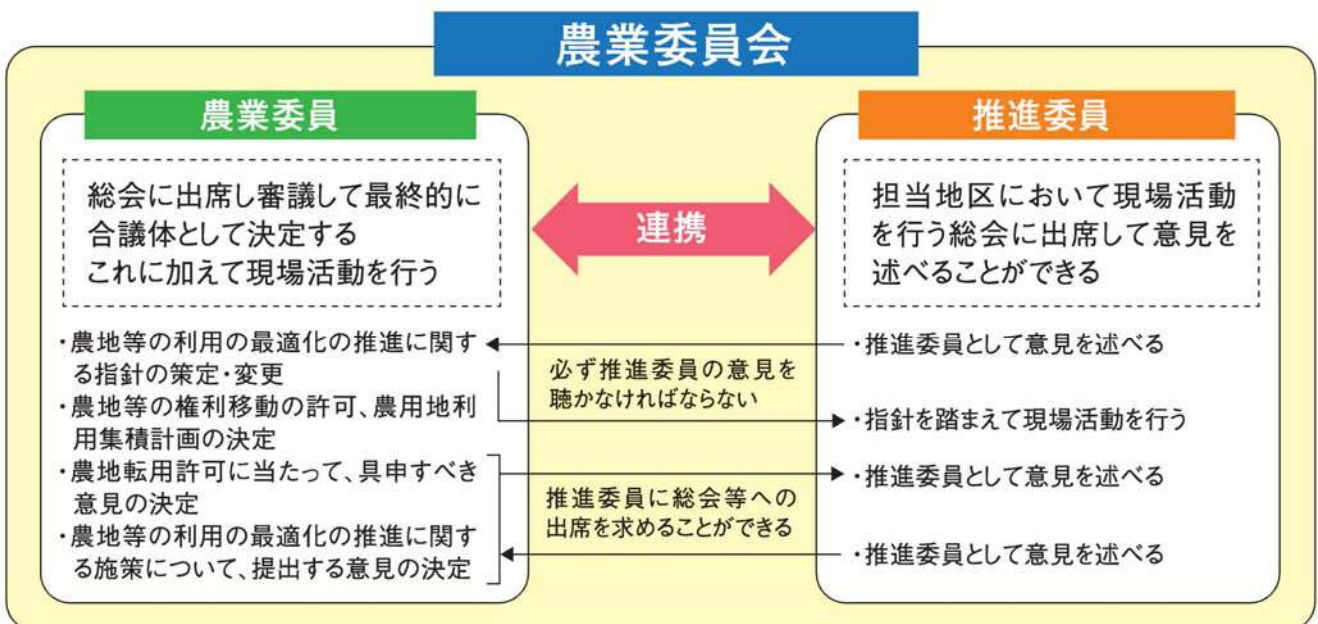 農業委員会
農業委員
総会に出席し審議して最終的に
合議体として決定する
これに加えて現場活動を行う
・農地等の利用の最適化の推進に関す
る指針の策定・変更
・農地等の権利移動の許可、農用地利
用集積計画の決定
・農地転用許可に当たって、具申すべき
意見の決定
・農地等の利用の最適化の推進に関す
る施策について、提出する意見の決定
連携
必ず推進委員の意見を
聴かなければならない
推進委員に総会等への
出席を求めることができる
推進委員
担当地区において現場活動
を行う総会に出席して意見を
述べることができる
・推進委員として意見を述べる
・指針を踏まえて現場活動を行う
・推進委員として意見を述べる
・推進委員として意見を述べる